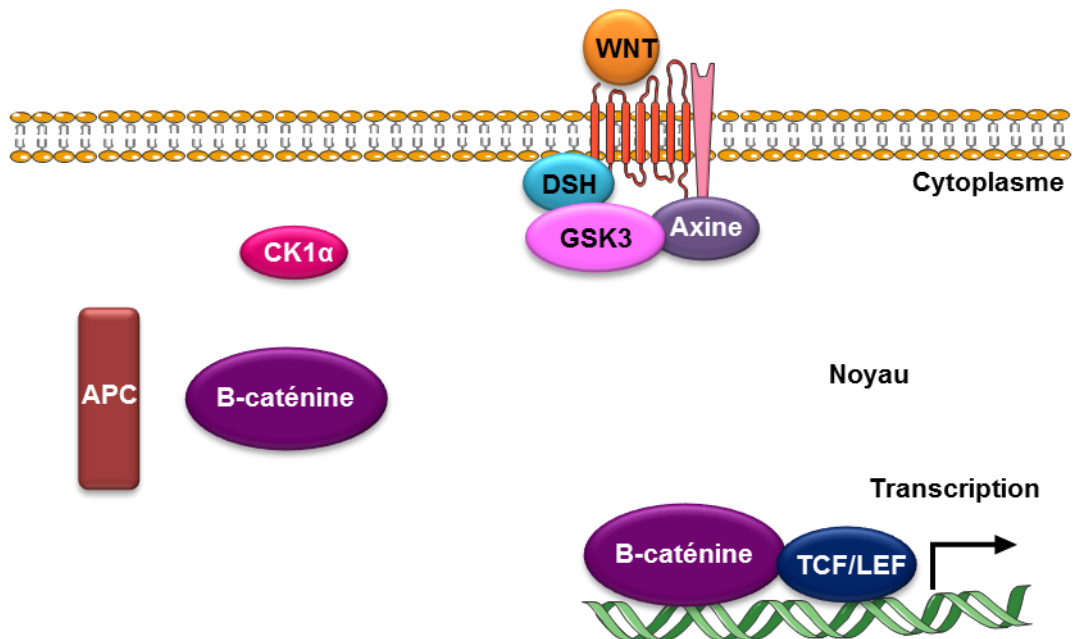 WNT
Cytoplasme
DSH
GSK3
Axine
CK1α
APC
B-caténine
Noyau
Transcription
B-caténine
TCF/LEF